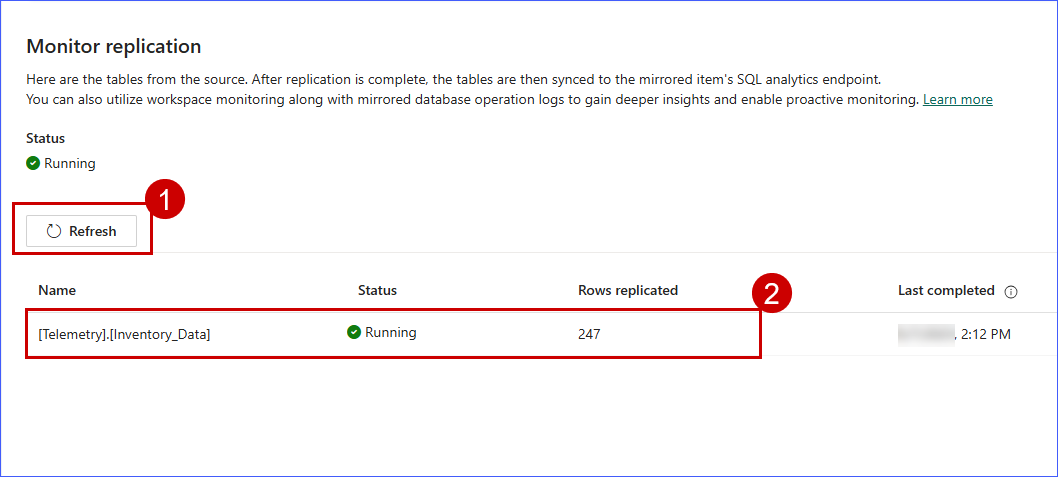 Monitor replication
Here are the tables from the source. After replication is complete, the tables are then synced to the mirrored item's SQL analytics endpoint.
You can also utilize workspace monitoring along with mirrored database operation logs to gain deeper insights and enable proactive monitoring. Learn more
Status
Running
1
Refresh
Name Status Rows replicated 2 Last completed
[Telemetry].[Inventory_Data] Running 247 , 2:12 PM